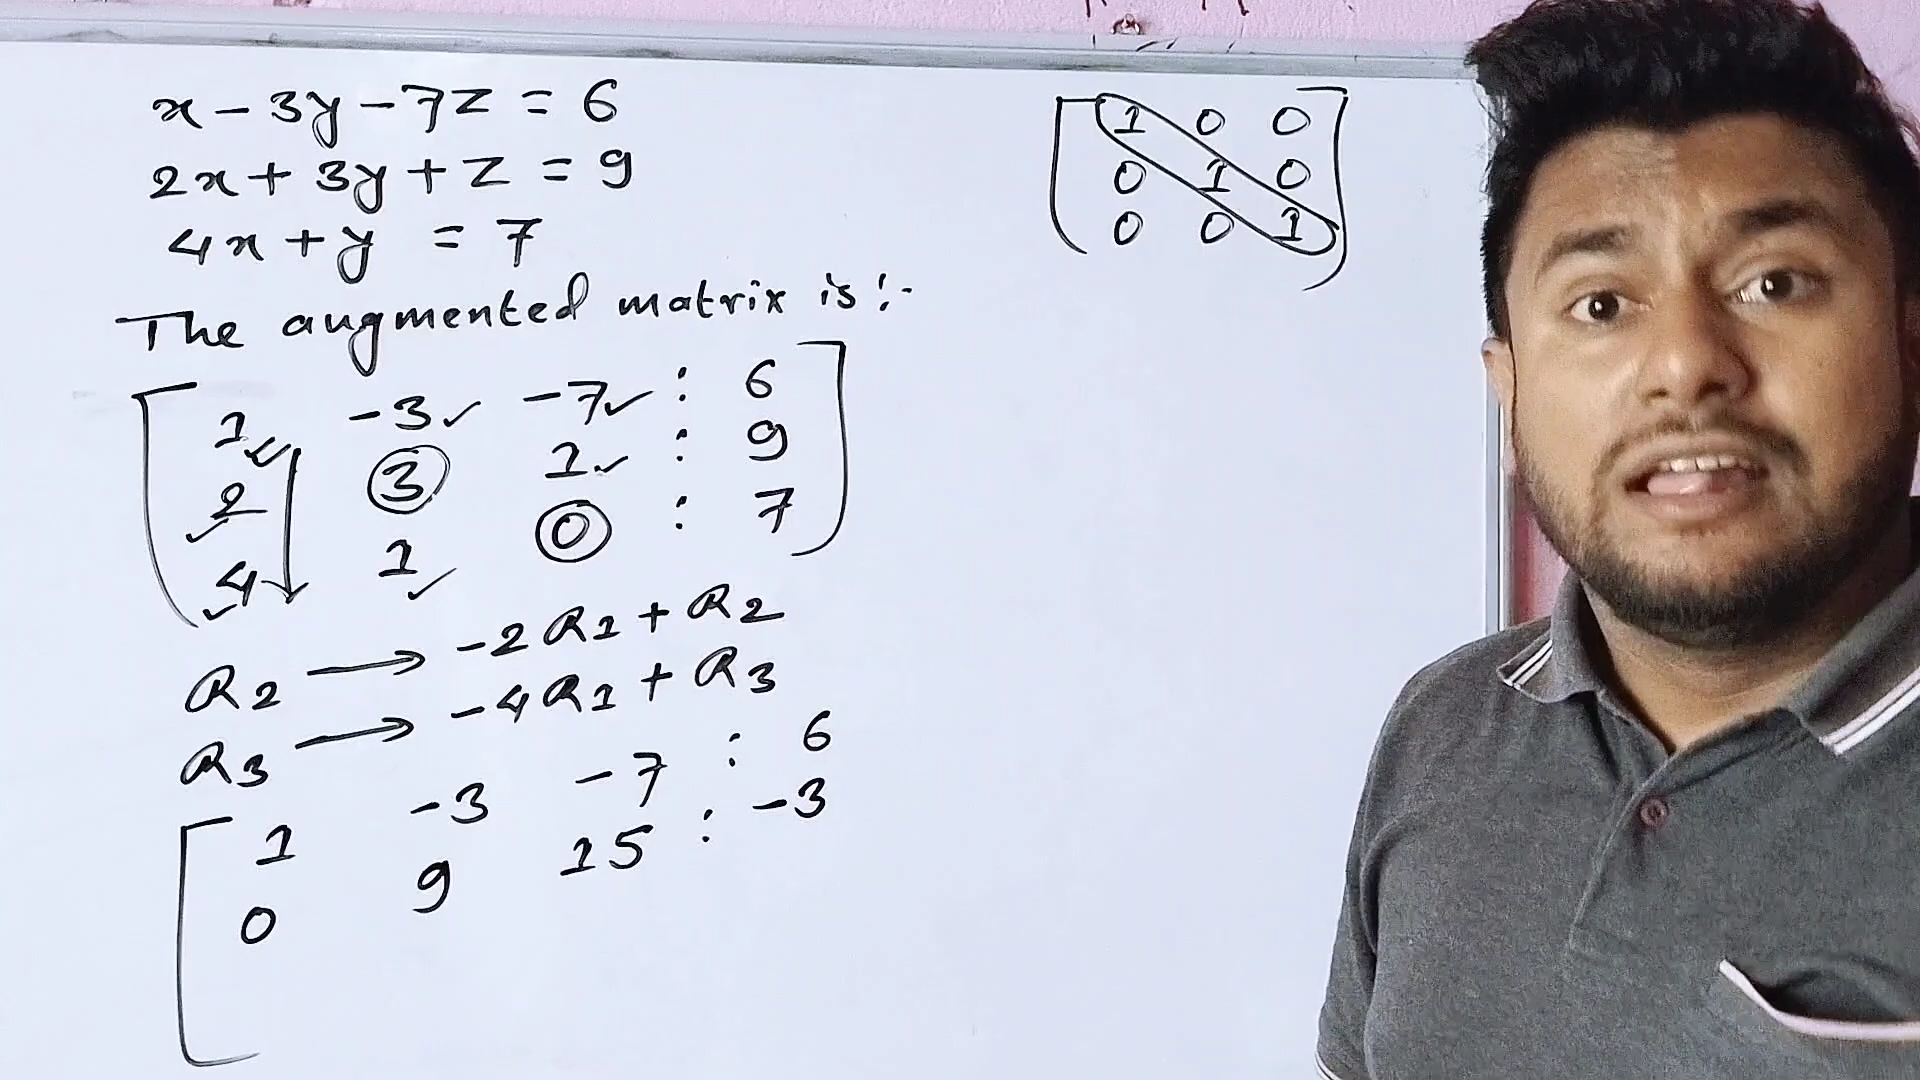 x - 3y - 7z = 6
2x + 3y + z = 9
4x + y = 7
The augmented matrix is :-
1 -3 -7 : 6
2 3 1 : 9
4 1 0 : 7
R2 → -2R1 + R2
R3 → -4R1 + R3
1 -3 -7 : 6
0 9 15 : -3
1 0 0
0 1 0
0 0 1